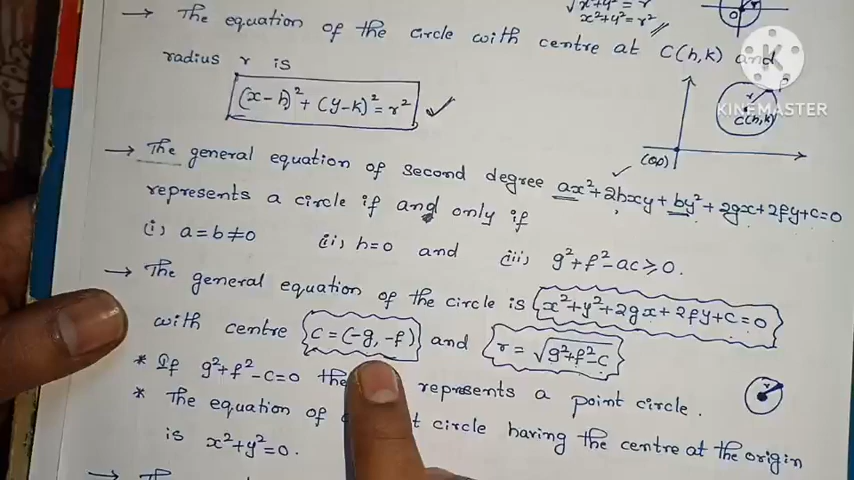 √x²+y² = r
x²+y² = r²
→ The equation of the circle with centre at C(h,k) and
radius r is
(x-h)² + (y-k)² = r² ✓
→ The general equation of second degree ax²+2hxy+by²+2gx+2fy+c=0
represents a circle if and only if
(i) a=b≠0 (ii) h=0 and (iii) g²+f²-ac≥0.
→ The general equation of the circle is x²+y²+2gx+2fy+c=0
with centre C=(-g,-f) and r=√g²+f²-c
* If g²+f²-c=0 the represents a point circle.
* The equation of t circle having the centre at the origin
is x²+y²=0.
O
r
P
C(h,k)
(0,0)
r
KINEMASTER